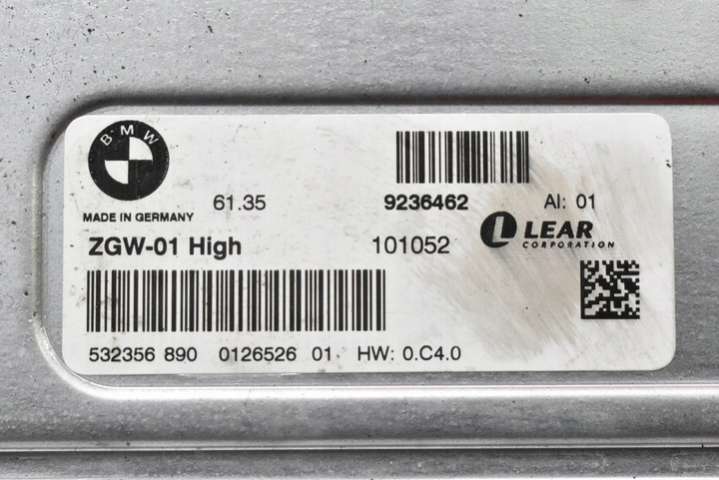 BMW
MADE IN GERMANY
61.35
9236462
AI: 01
ZGW-01 High
101052
L LEAR
CORPORATION
532356 890 0126526 01 HW: 0.C4.0